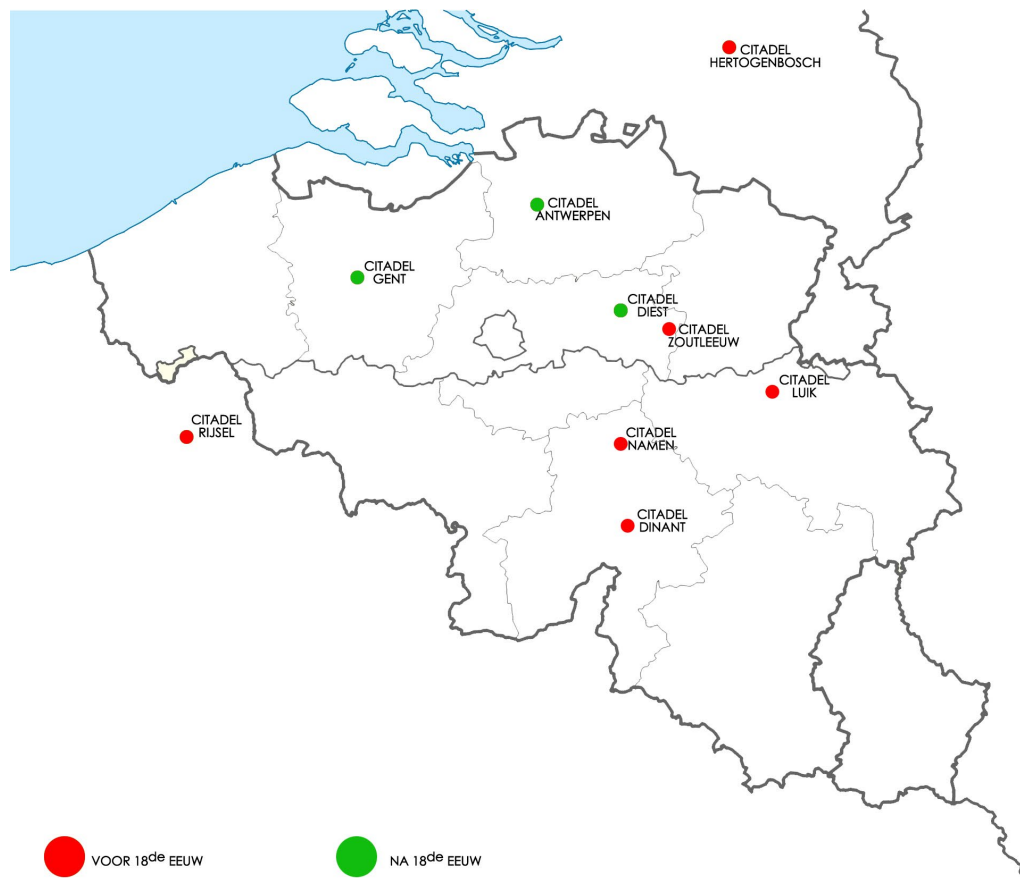 CITADEL
HERTOGENBOSCH
CITADEL
ANTWERPEN
CITADEL
GENT
CITADEL
DIEST
CITADEL
ZOUTLEEUW
CITADEL
LUIK
CITADEL
RIJSEL
CITADEL
NAMEN
CITADEL
DINANT
VOOR 18de EEUW
NA 18de EEUW